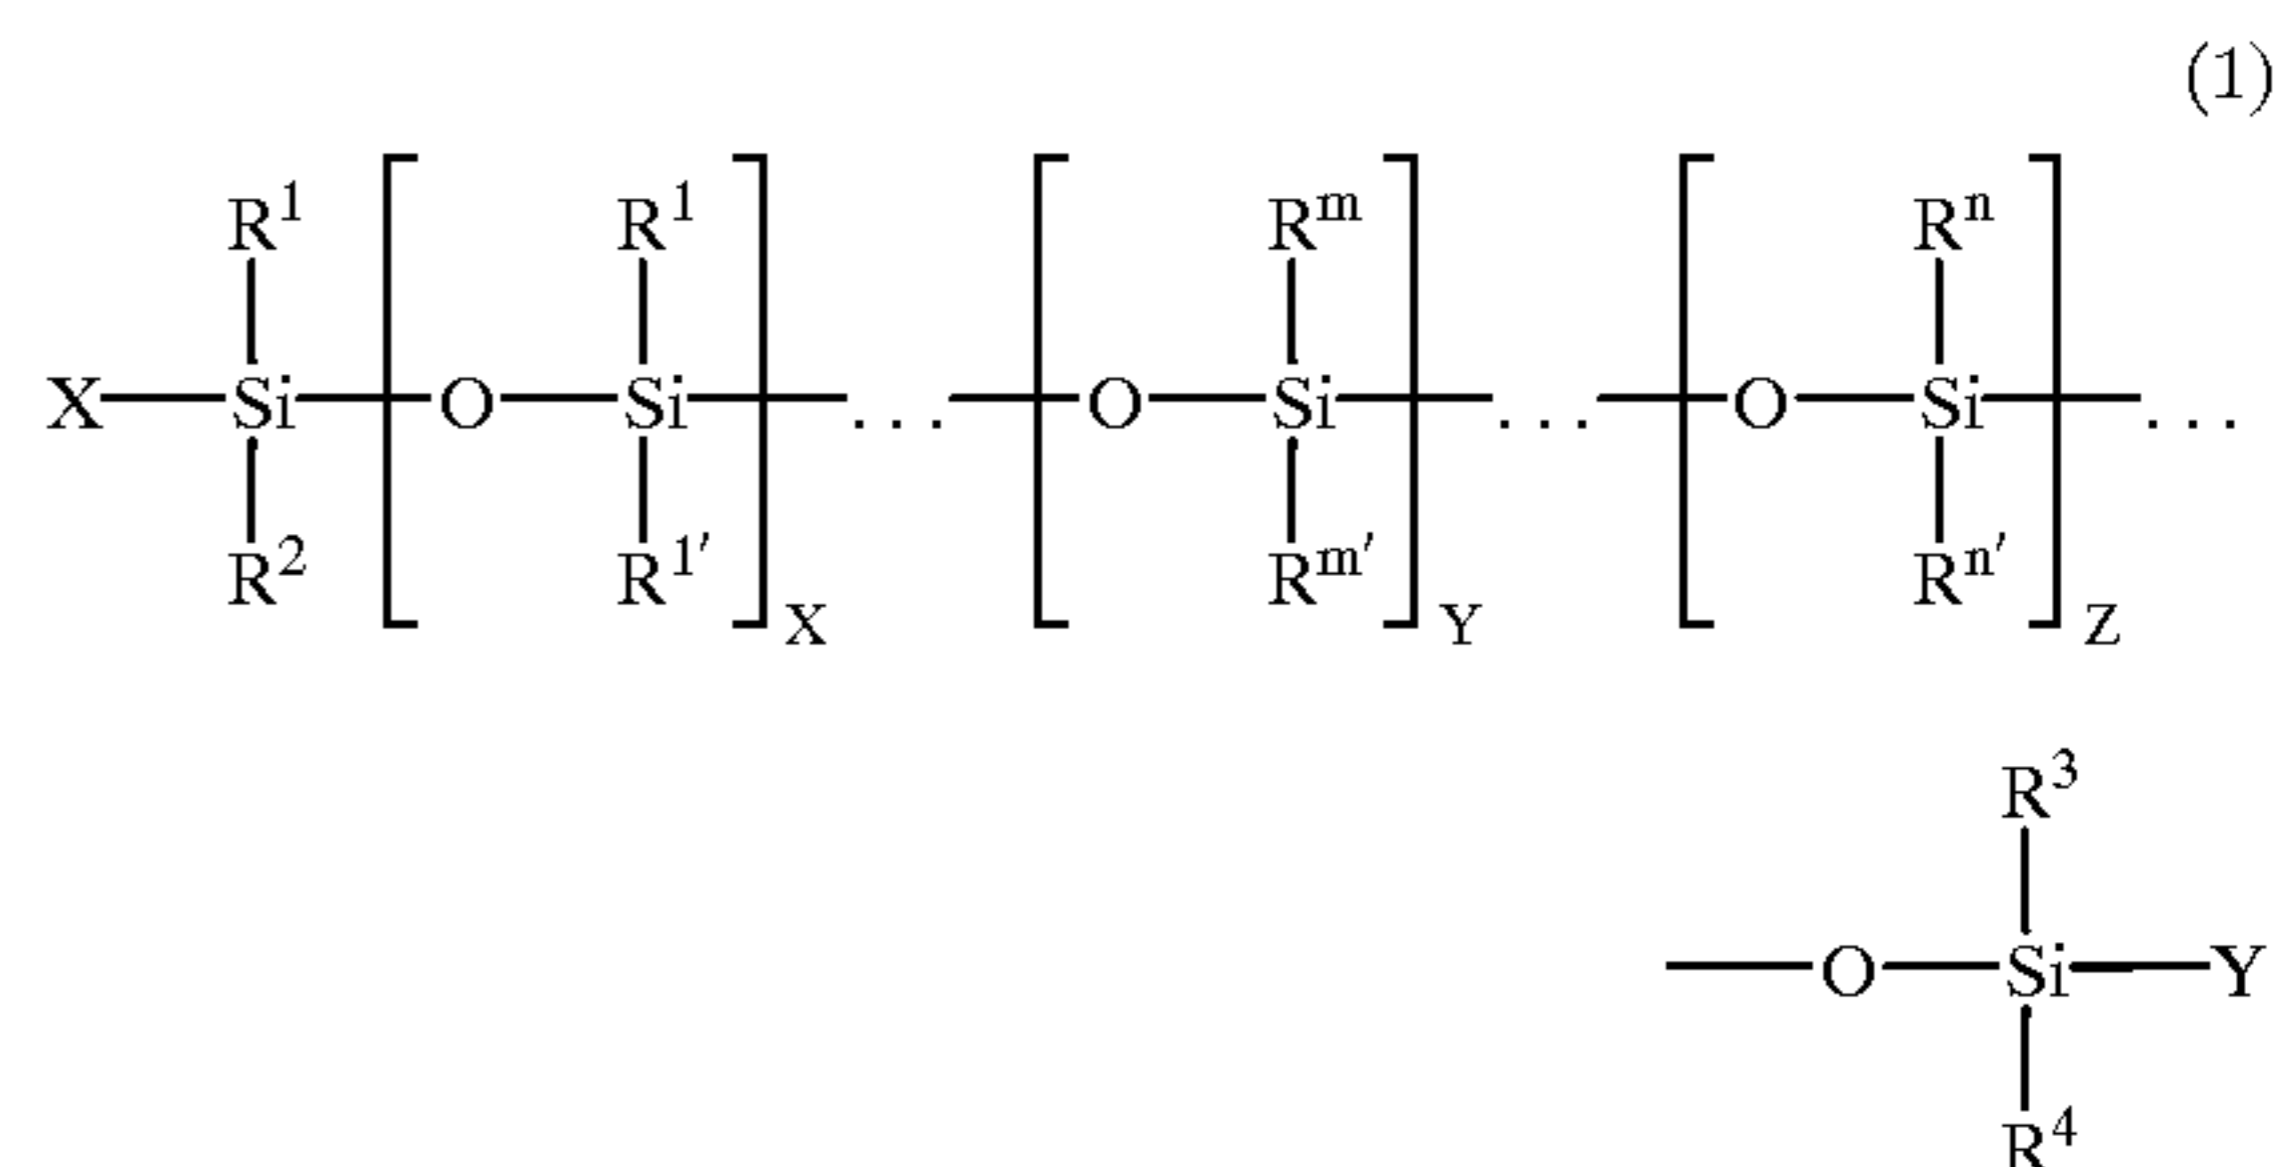 (1)
R¹ R¹ Rᵐ Rⁿ
X—Si—[—O—Si—]X—...—[—O—Si—]Y—...—[—O—Si—]Z—...
R² R¹′ Rᵐ′ Rⁿ′
R³
—O—Si—Y
R⁴